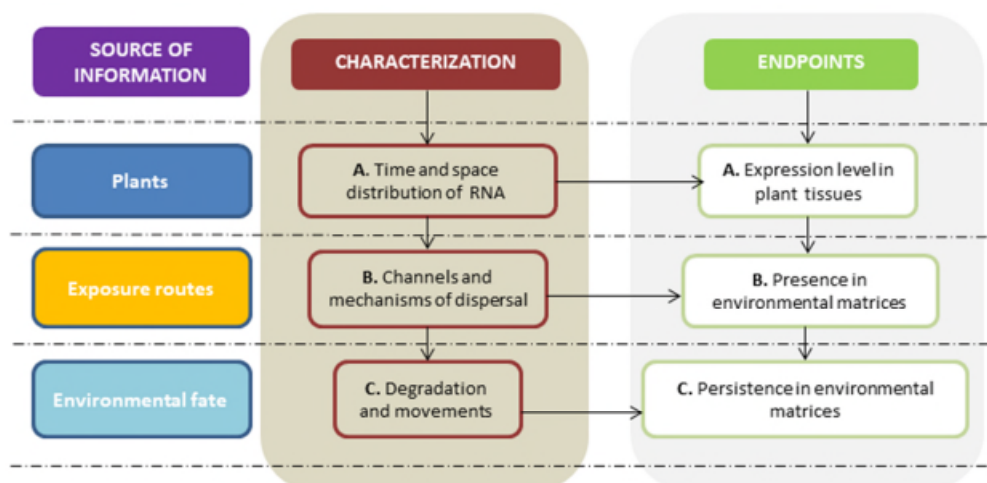 SOURCE OF
INFORMATION
CHARACTERIZATION
ENDPOINTS
Plants
A. Time and space
distribution of RNA
A. Expression level in
plant tissues
Exposure routes
B. Channels and
mechanisms of dispersal
B. Presence in
environmental matrices
Environmental fate
C. Degradation
and movements
C. Persistence in environmental
matrices